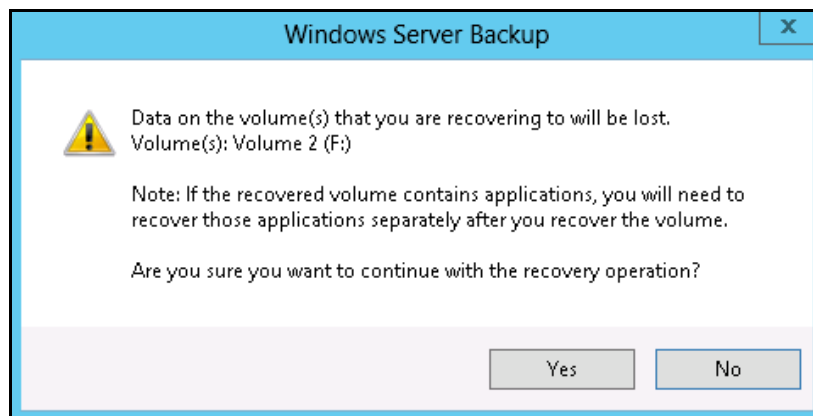 Windows Server Backup
x
Data on the volume(s) that you are recovering to will be lost.
Volume(s): Volume 2 (F:)
Note: If the recovered volume contains applications, you will need to
recover those applications separately after you recover the volume.
Are you sure you want to continue with the recovery operation?
Yes
No